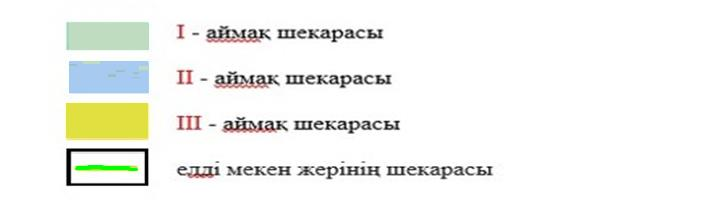 I - аймақ шекарасы
II - аймақ шекарасы
III - аймақ шекарасы
елді мекен жерінің шекарасы